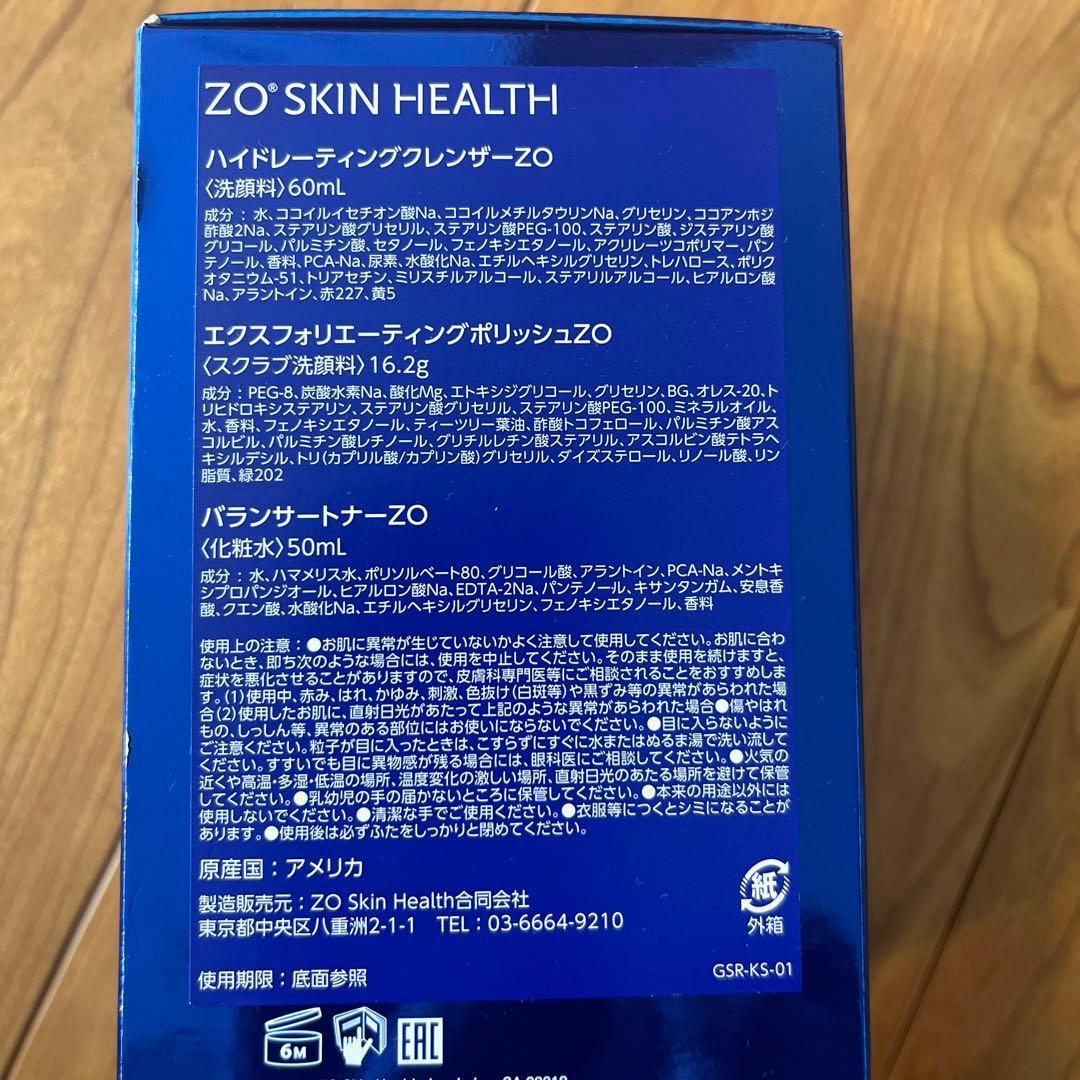 ZO® SKIN HEALTH
ハイドレーティングクレンザーZO
〈洗顔料〉60mL
成分：水、ココイルイセチオン酸Na、ココイルメチルタウリンNa、グリセリン、ココアンホジ
酢酸2Na、ステアリン酸グリセリル、ステアリン酸PEG-100、ステアリン酸、ジステアリン酸
グリコール、パルミチン酸、セタノール、フェノキシエタノール、アクリレーツコポリマー、パン
テノール、香料、PCA-Na、尿素、水酸化Na、エチルヘキシルグリセリン、トレハロース、ポリク
オタニウム-51、トリアセチン、ミリスチルアルコール、ステアリルアルコール、ヒアルロン酸
Na、アラントイン、赤227、黄5
エクスフォリエーティングポリッシュZO
〈スクラブ洗顔料〉16.2g
成分：PEG-8、炭酸水素Na、酸化Mg、エトキシジグリコール、グリセリン、BG、オレス-20、ト
リヒドロキシステアリン、ステアリン酸グリセリル、ステアリン酸PEG-100、ミネラルオイル、
水、香料、フェノキシエタノール、ティーツリー葉油、酢酸トコフェロール、パルミチン酸アス
コルビル、パルミチン酸レチノール、グリチルレチン酸ステアリル、アスコルビン酸テトラヘ
キシルデシル、トリ(カプリル酸/カプリン酸)グリセリル、ダイズステロール、リノール酸、リン
脂質、緑202
バランサートナーZO
〈化粧水〉50mL
成分：水、ハマメリス水、ポリソルベート80、グリコール酸、アラントイン、PCA-Na、メントキ
シプロパンジオール、ヒアルロン酸Na、EDTA-2Na、パンテノール、キサンタンガム、安息香
酸、クエン酸、水酸化Na、エチルヘキシルグリセリン、フェノキシエタノール、香料
使用上の注意：●お肌に異常が生じていないかよく注意して使用してください。お肌に合わ
ないとき、即ち次のような場合には、使用を中止してください。そのまま使用を続けますと、
症状を悪化させることがありますので、皮膚科専門医等にご相談されることをおすすめしま
す。(1)使用中、赤み、はれ、かゆみ、刺激、色抜け(白斑等)や黒ずみ等の異常があらわれた場
合(2)使用したお肌に、直射日光があたって上記のような異常があらわれた場合●傷やはれ
もの、しっしん等、異常のある部位にはお使いにならないでください。●目に入らないように
ご注意ください。粒子が目に入ったときは、こすらずにすぐに水またはぬるま湯で洗い流して
ください。すすいでも目に異物感が残る場合には、眼科医にご相談してください。●火気の
近くや高温・多湿・低温の場所、温度変化の激しい場所、直射日光のあたる場所を避けて保管
してください。●乳幼児の手の届かないところに保管してください。●本来の用途以外には
使用しないでください。●清潔な手でご使用ください。●衣服等につくとシミになることが
あります。●使用後は必ずふたをしっかりと閉めてください。
原産国：アメリカ
製造販売元：ZO Skin Health合同会社
東京都中央区八重洲2-1-1　TEL：03-6664-9210
紙
外箱
使用期限：底面参照
GSR-KS-01
6M
EAC